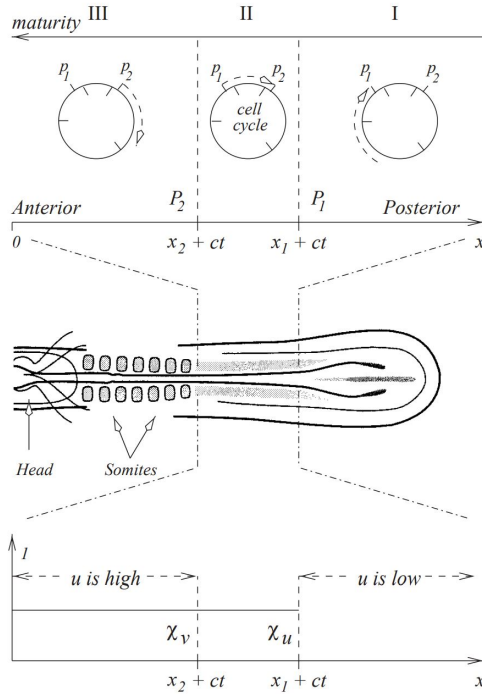 III II I
maturity
p1 p2 p1 p2 p1 p2
cell
cycle
Anterior P2 P1 Posterior
0 x2 + ct x1 + ct x
Head Somites
1
u is high u is low
χv χu
x2 + ct x1 + ct x